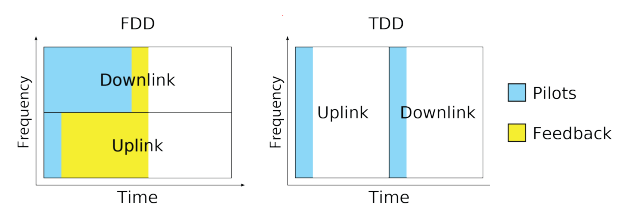 FDD
Frequency
Downlink
Uplink
Time
TDD
Frequency
Uplink
Downlink
Time
Pilots
Feedback